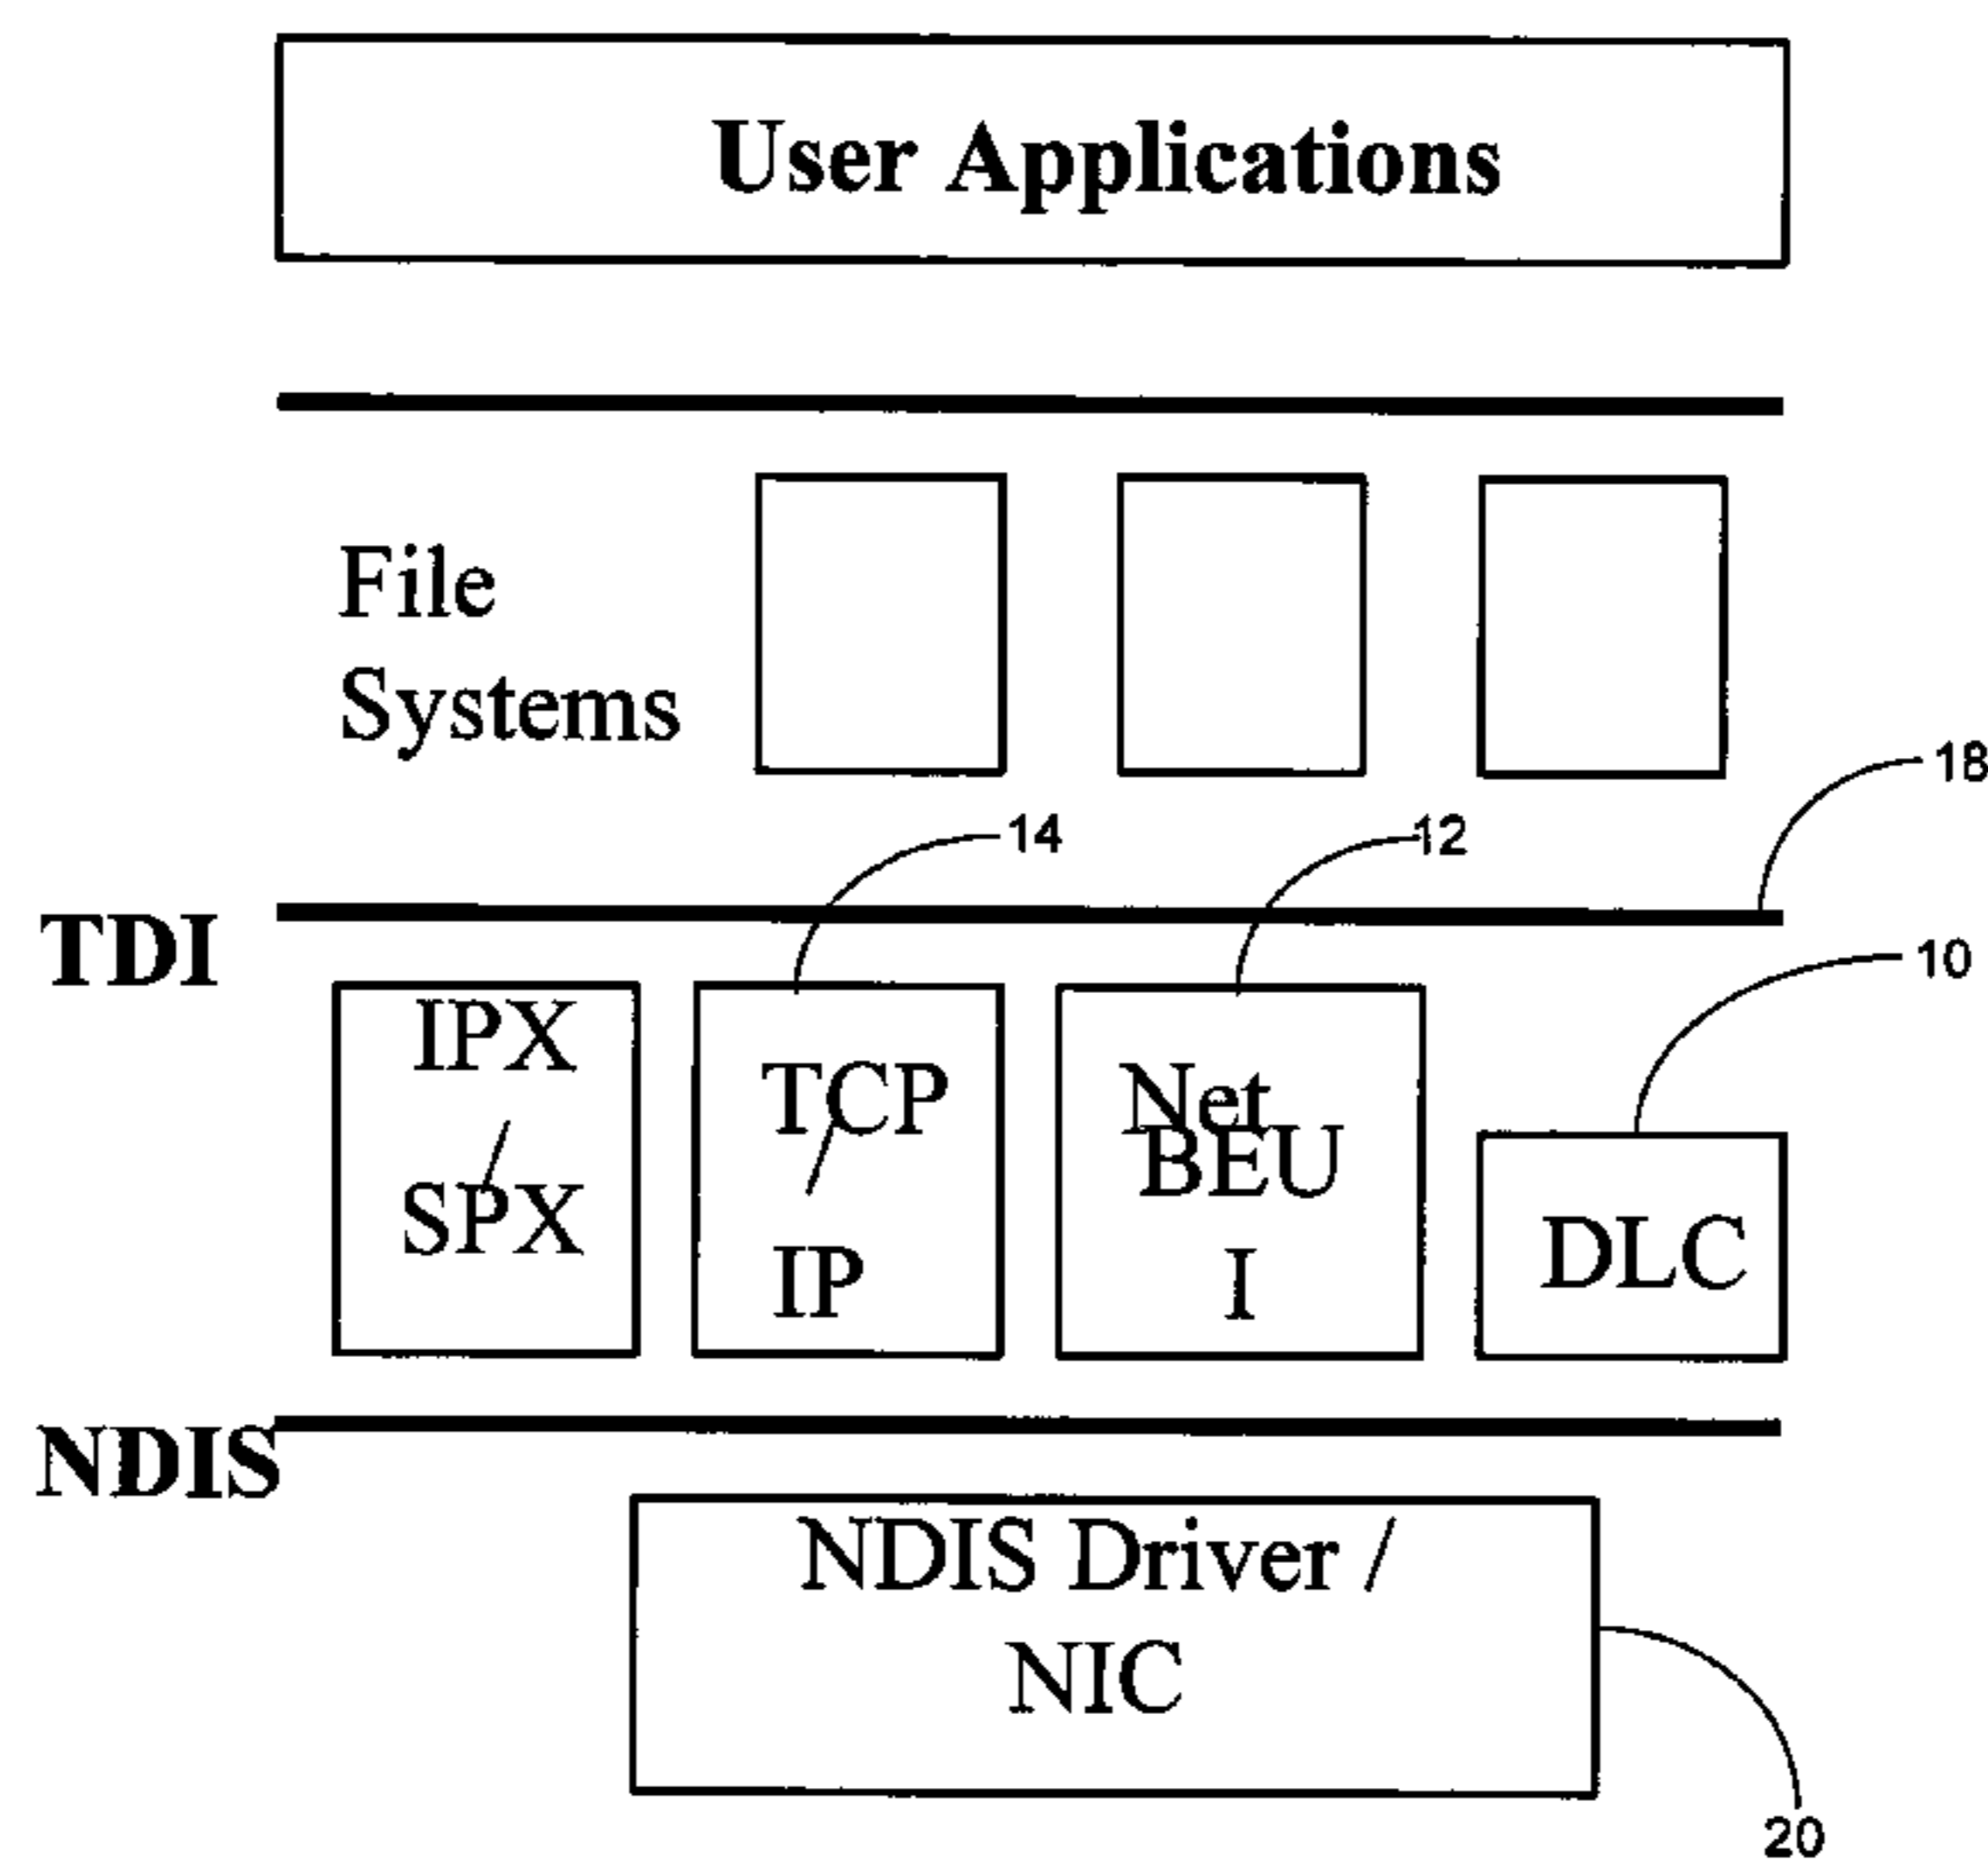 User Applications
File
Systems
18
14
12
TDI
10
IPX
/
SPX
TCP
/
IP
Net
BEU
I
DLC
NDIS
NDIS Driver /
NIC
20